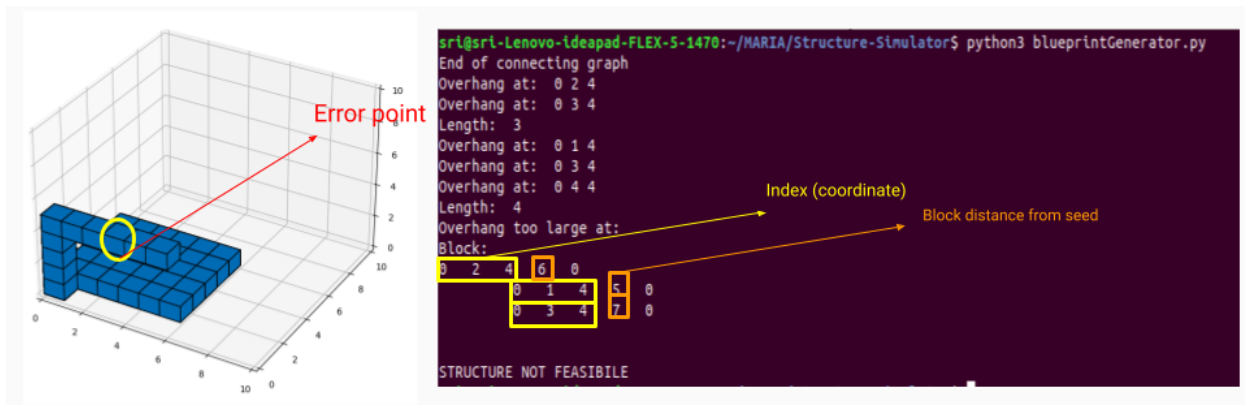 Error point
10
8
6
4
2
0
0
2
4
6
8
10
0
2
4
6
8
10
sri@sri-Lenovo-ideapad-FLEX-5-1470:~/MARIA/Structure-Simulator$ python3 blueprintGenerator.py
End of connecting graph
Overhang at:  0 2 4
Overhang at:  0 3 4
Length:  3
Overhang at:  0 1 4
Overhang at:  0 3 4
Overhang at:  0 4 4
Length:  4
Overhang too large at:
Block:
0   2   4   6   0
0   1   4   5   0
0   3   4   7   0
STRUCTURE NOT FEASIBILE
Index (coordinate)
Block distance from seed